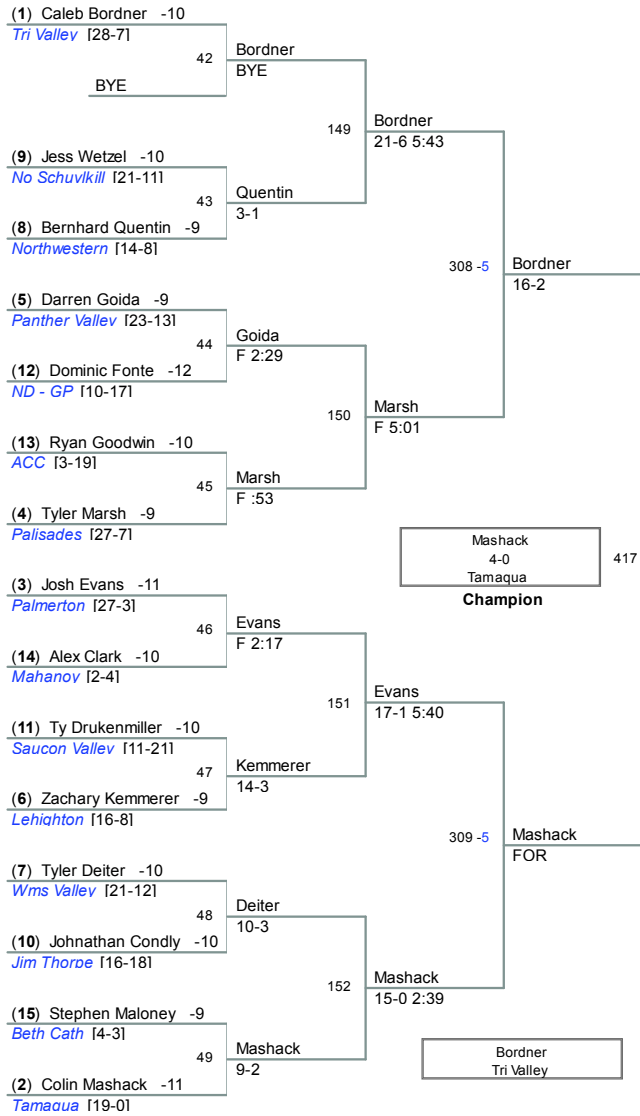 (1) Caleb Bordner -10
Tri Valley [28-7]
42
Bordner
BYE
BYE
149
Bordner
21-6 5:43
(9) Jess Wetzel -10
No Schuylkill [21-11]
43
Quentin
3-1
(8) Bernhard Quentin -9
Northwestern [14-8]
308 -5
Bordner
16-2
(5) Darren Goida -9
Panther Valley [23-13]
44
Goida
F 2:29
(12) Dominic Fonte -12
ND - GP [10-17]
150
Marsh
F 5:01
(13) Ryan Goodwin -10
ACC [3-19]
45
Marsh
F :53
(4) Tyler Marsh -9
Palisades [27-7]
Mashack
4-0
Tamaqua
417
Champion
(3) Josh Evans -11
Palmerton [27-3]
46
Evans
F 2:17
(14) Alex Clark -10
Mahanoy [2-4]
151
Evans
17-1 5:40
(11) Ty Drukenmiller -10
Saucon Valley [11-21]
47
Kemmerer
14-3
(6) Zachary Kemmerer -9
Lehighton [16-8]
309 -5
Mashack
FOR
(7) Tyler Deiter -10
Wms Valley [21-12]
48
Deiter
10-3
(10) Johnathan Condly -10
Jim Thorpe [16-18]
152
Mashack
15-0 2:39
(15) Stephen Maloney -9
Beth Cath [4-3]
49
Mashack
9-2
(2) Colin Mashack -11
Tamaqua [19-0]
Bordner
Tri Valley